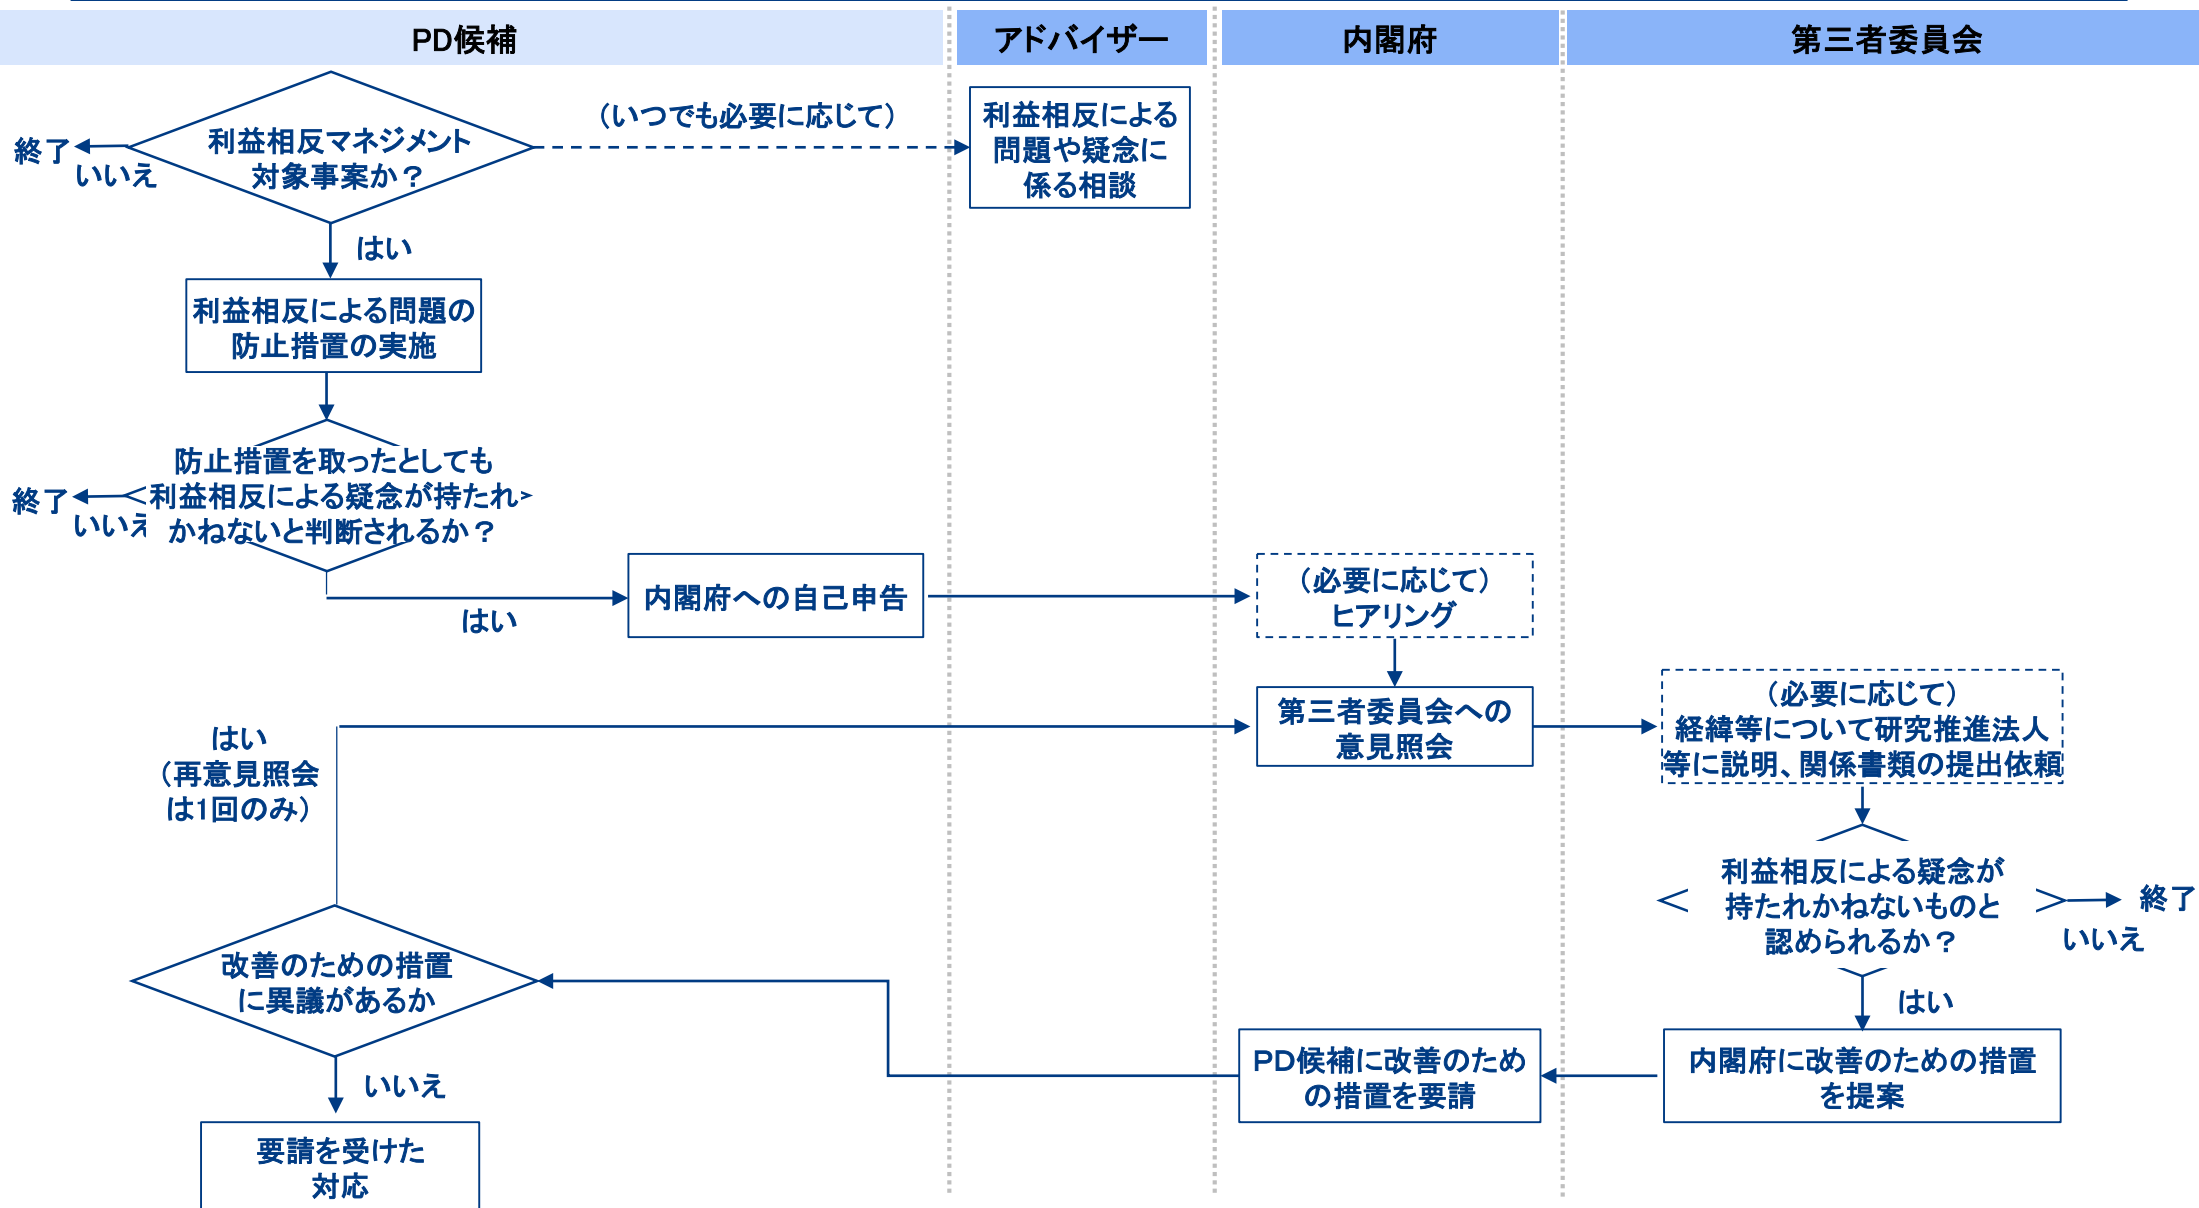 PD候補
アドバイザー
内閣府
第三者委員会
利益相反マネジメント
対象事案か？
終了
いいえ
（いつでも必要に応じて）
利益相反による
問題や疑念に
係る相談
はい
利益相反による問題の
防止措置の実施
防止措置を取ったとしても
利益相反による疑念が持たれ
かねないと判断されるか？
終了
いいえ
はい
内閣府への自己申告
（必要に応じて）
ヒアリング
第三者委員会への
意見照会
（必要に応じて）
経緯等について研究推進法人
等に説明、関係書類の提出依頼
はい
（再意見照会
は1回のみ）
利益相反による疑念が
持たれかねないものと
認められるか？
終了
いいえ
はい
内閣府に改善のための措置
を提案
PD候補に改善のため
の措置を要請
改善のための措置
に異議があるか
いいえ
要請を受けた
対応